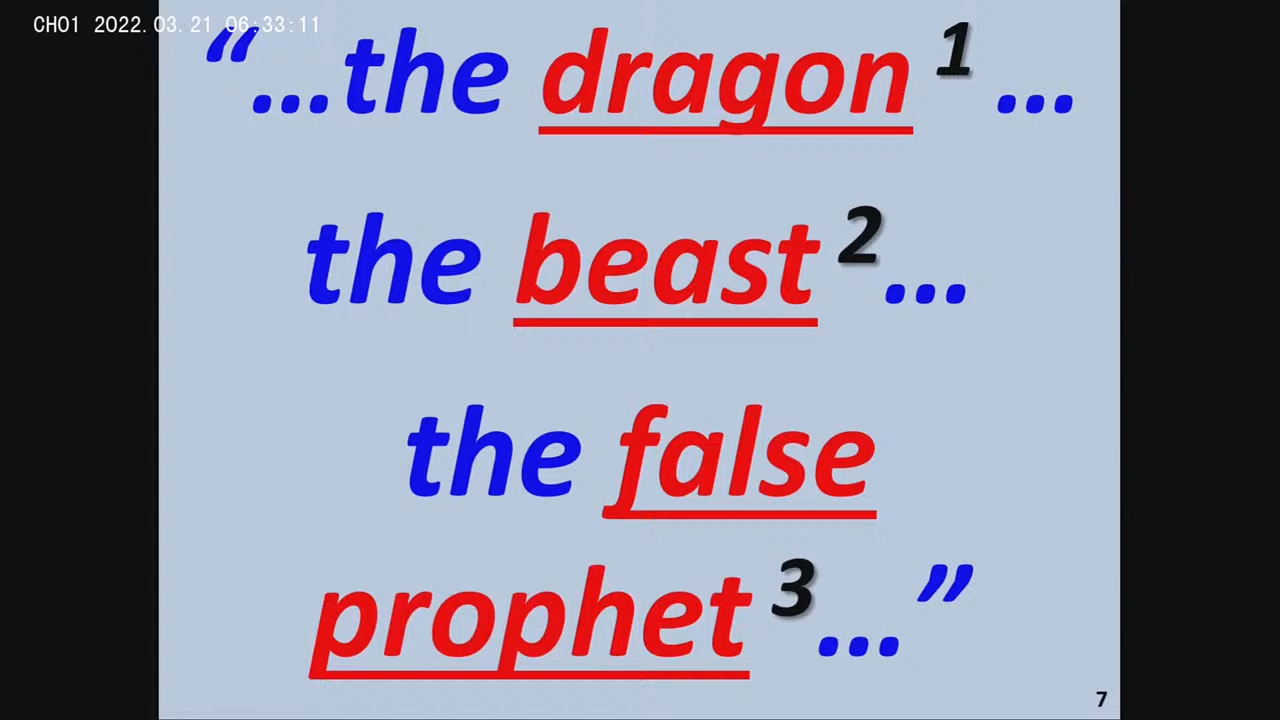 CH01 2022.03.21 06:33:11
“...the dragon 1 ...
the beast 2...
the false
prophet 3...”
7